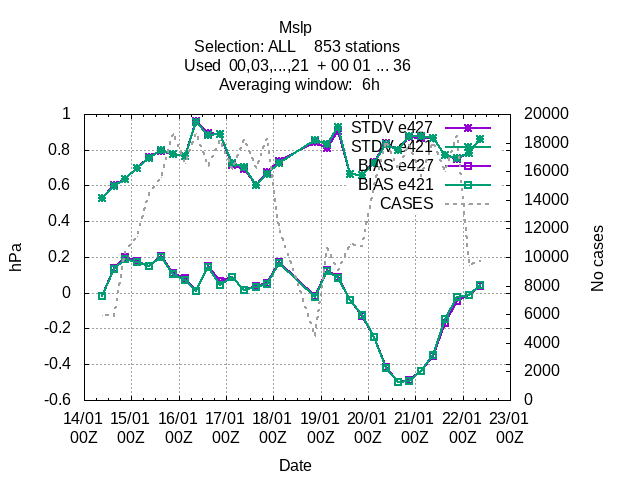 Mslp
Selection: ALL    853 stations
Used  00,03,...,21  + 00 01 ... 36
Averaging window:  6h
1
0.8
0.6
0.4
0.2
0
-0.2
-0.4
-0.6
hPa
20000
18000
16000
14000
12000
10000
8000
6000
4000
2000
0
No cases
STDV e427
STDV e421
BIAS e427
BIAS e421
CASES
14/01 15/01 16/01 17/01 18/01 19/01 20/01 21/01 22/01 23/01
00Z 00Z 00Z 00Z 00Z 00Z 00Z 00Z 00Z 00Z
Date